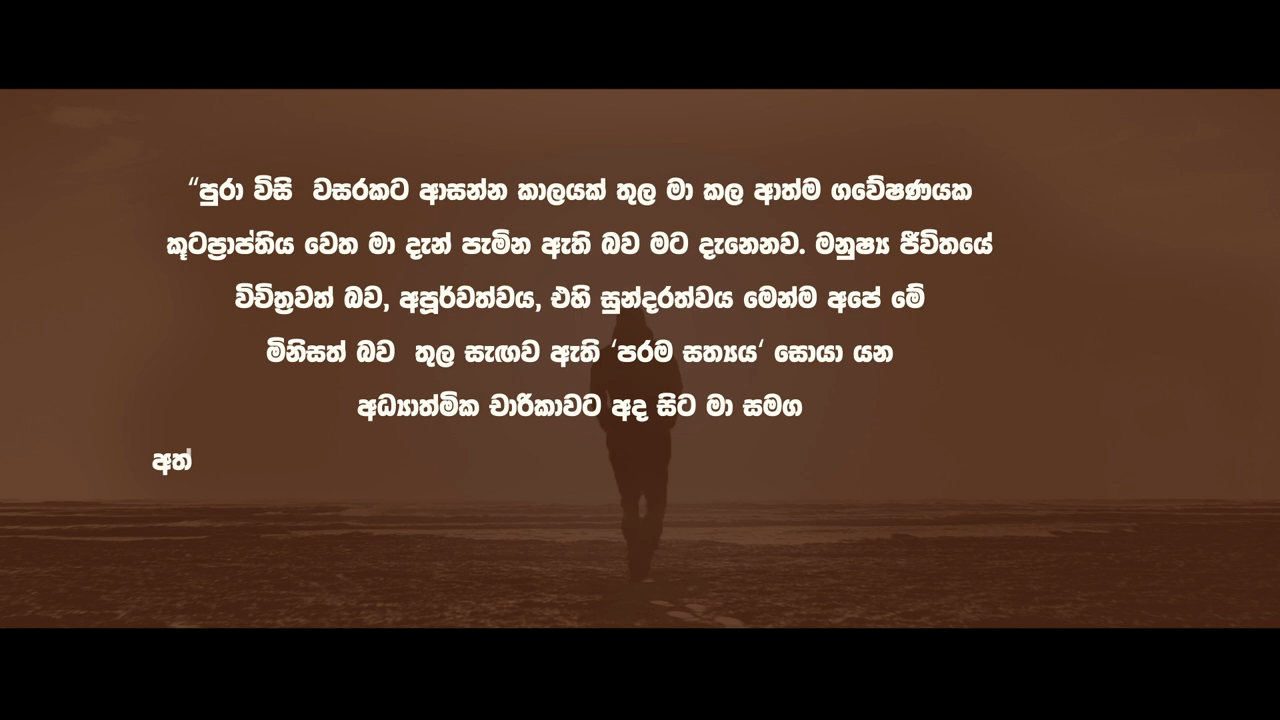 “පුරා විසි වසරකට ආසන්න කාලයක් තුල මා කල ආත්ම ගවේෂණයක
කූටප්‍රාප්තිය වෙත මා දැන් පැමින ඇති බව මට දැනෙනව. මනුෂ්‍ය ජීවිතයේ
විචිත්‍රවත් බව, අපූර්වත්වය, එහි සුන්දරත්වය මෙන්ම අපේ මේ
මිනිසත් බව තුල සැඟව ඇති ‘පරම සත්‍යය‘ සොයා යන
අධ්‍යාත්මික චාරිකාවට අද සිට මා සමග
අත්